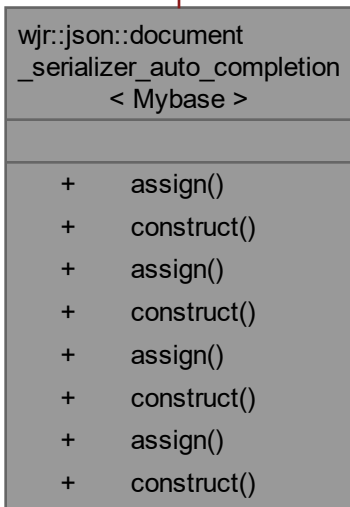 wjr::json::document
_serializer_auto_completion
< Mybase >
+ assign()
+ construct()
+ assign()
+ construct()
+ assign()
+ construct()
+ assign()
+ construct()